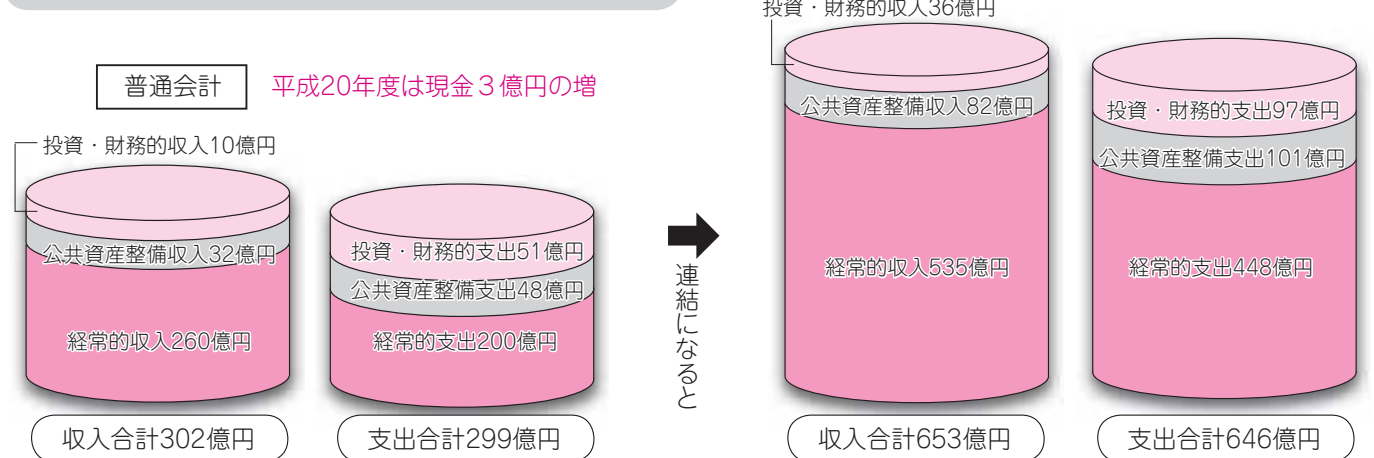 普通会計
平成20年度は現金３億円の増
投資・財務的収入10億円
公共資産整備収入32億円
経常的収入260億円
収入合計302億円
投資・財務的支出51億円
公共資産整備支出48億円
経常的支出200億円
支出合計299億円
連結になると
投資・財務的収入36億円
公共資産整備収入82億円
経常的収入535億円
収入合計653億円
投資・財務的支出97億円
公共資産整備支出101億円
経常的支出448億円
支出合計646億円